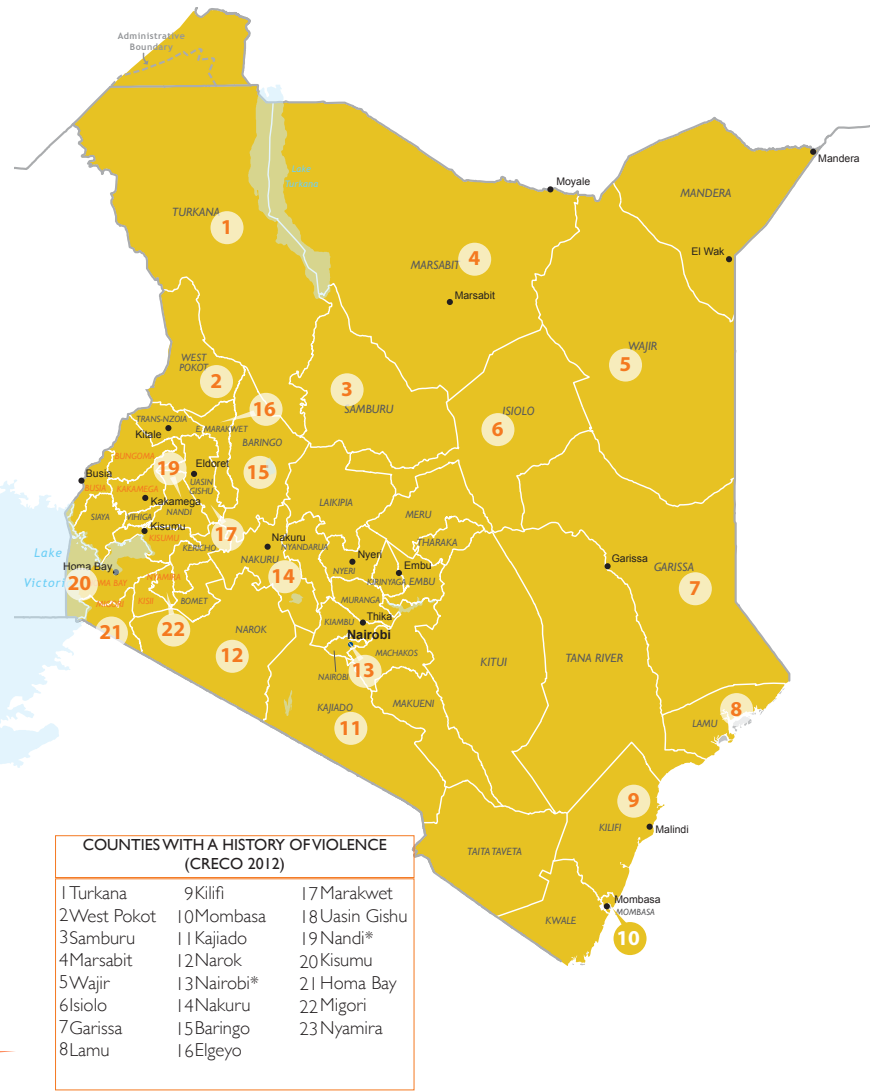 Administrative
Boundary
Mandera
Moyale
MANDERA
TURKANA
1
El Wak
MARSABIT
4
Marsabit
WAJIR
5
WEST
POKOT
2
3
SAMBURU
16
ISIOLO
6
TRANS-NZOIA
Kitale
E. MARAKWET
BARINGO
BUNGOMA
19
Eldoret
15
Busia
BUSIA
KAKAMEGA
UASIN
GISHU
Kakamega
NANDI
LAIKIPIA
SIAYA
VIHIGA
MERU
Kisumu
KISUMU
17
KERICHO
Nakuru
NYANDARUA
THARAKA
Lake
NAKURU
Nyeri
NYERI
Embu
EMBU
KIRINYAGA
Garissa
GARISSA
7
Homa Bay
NYAMIRA
14
20
KISII
BOMET
MURANGA
Thika
KIAMBU
21
22
NAROK
12
Nairobi
MACHAKOS
NAIROBI
13
KITUI
TANA RIVER
MAKUENI
KAJIADO
11
8
LAMU
9
KILIFI
Malindi
TAITA TAVETA
Mombasa
MOMBASA
KWALE
10
COUNTIES WITH A HISTORY OF VIOLENCE
(CRECO 2012)
1 Turkana
2 West Pokot
3 Samburu
4 Marsabit
5 Wajir
6 Isiolo
7 Garissa
8 Lamu
9 Kilifi
10 Mombasa
11 Kajiado
12 Narok
13 Nairobi*
14 Nakuru
15 Baringo
16 Elgeyo
17 Marakwet
18 Uasin Gishu
19 Nandi*
20 Kisumu
21 Homa Bay
22 Migori
23 Nyamira